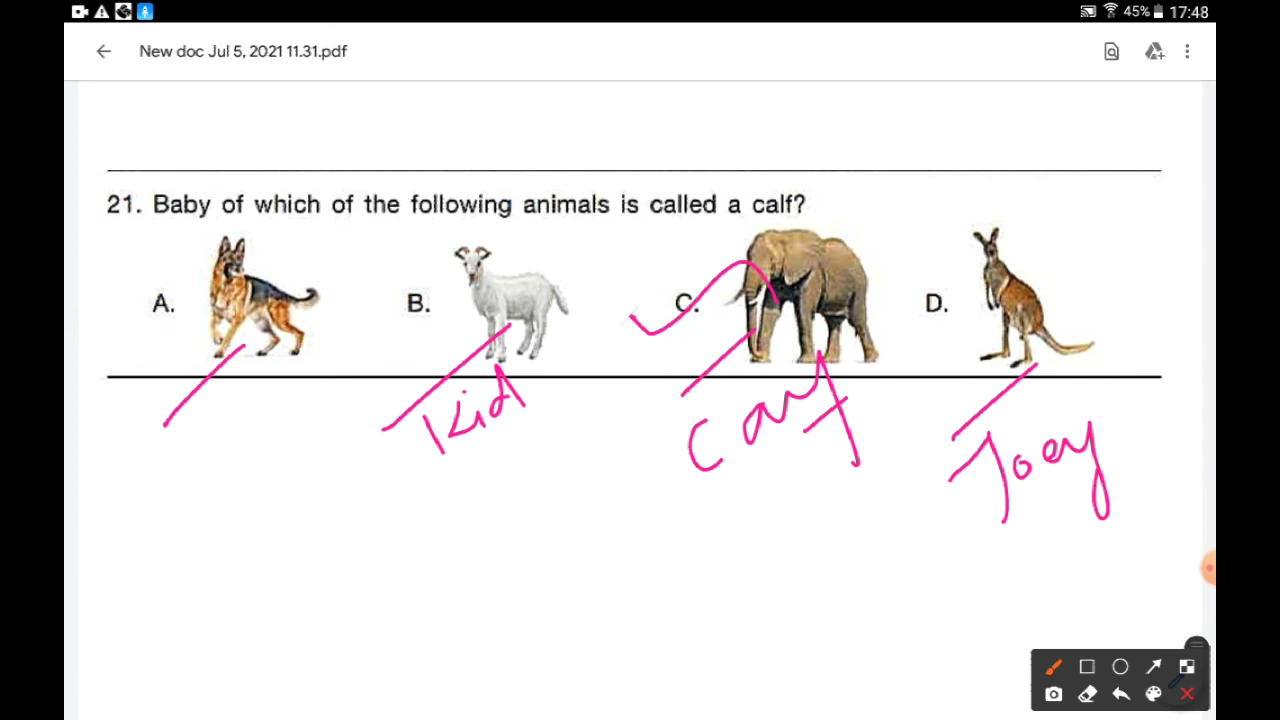 45% 17:48
New doc Jul 5, 2021 11.31.pdf
21. Baby of which of the following animals is called a calf?
A. B. C. D.
Kid Calf Joey